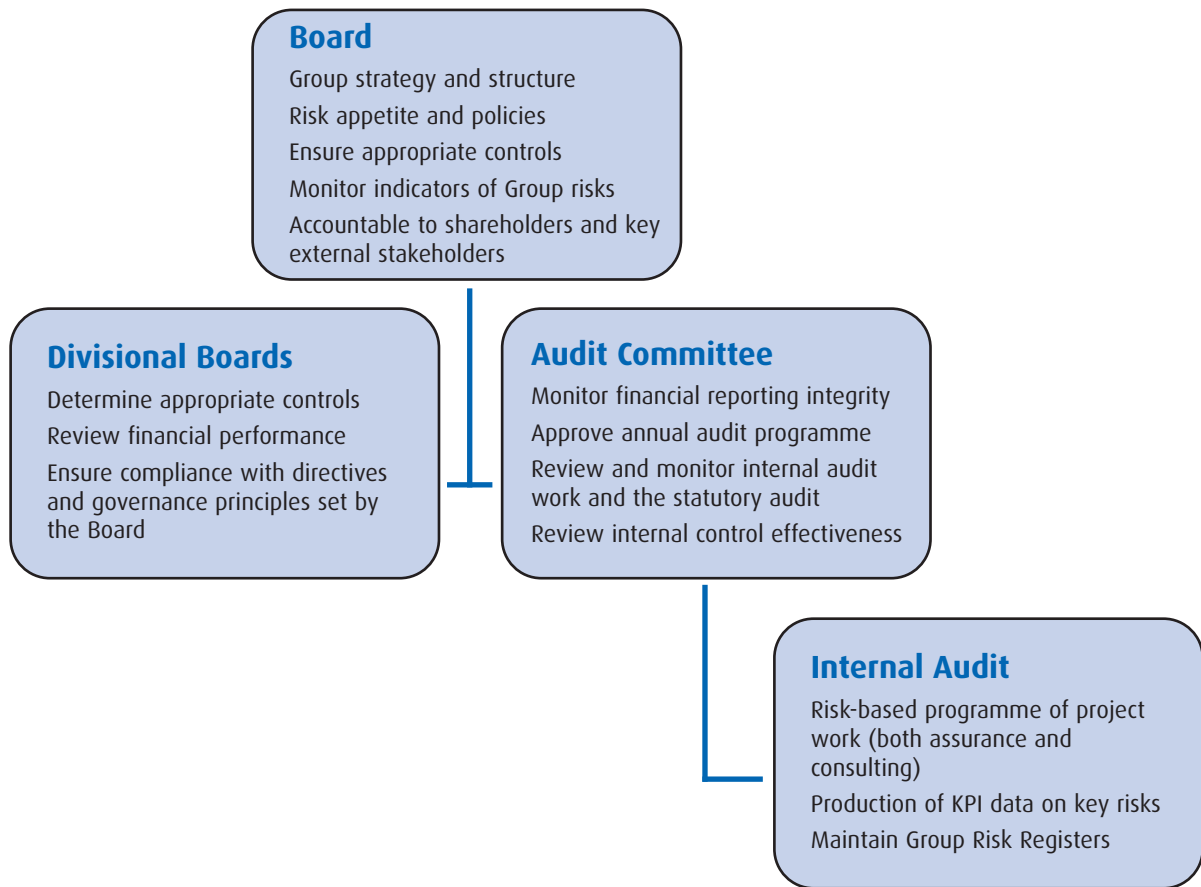 Board
Group strategy and structure
Risk appetite and policies
Ensure appropriate controls
Monitor indicators of Group risks
Accountable to shareholders and key
external stakeholders
Divisional Boards
Determine appropriate controls
Review financial performance
Ensure compliance with directives
and governance principles set by
the Board
Audit Committee
Monitor financial reporting integrity
Approve annual audit programme
Review and monitor internal audit
work and the statutory audit
Review internal control effectiveness
Internal Audit
Risk-based programme of project
work (both assurance and
consulting)
Production of KPI data on key risks
Maintain Group Risk Registers